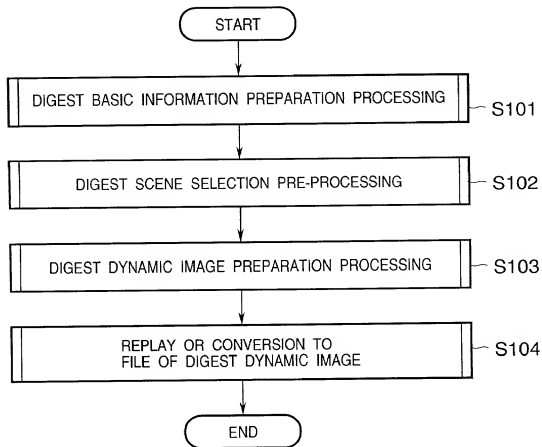 START
DIGEST BASIC INFORMATION PREPARATION PROCESSING
S101
DIGEST SCENE SELECTION PRE-PROCESSING
S102
DIGEST DYNAMIC IMAGE PREPARATION PROCESSING
S103
REPLAY OR CONVERSION TO
FILE OF DIGEST DYNAMIC IMAGE
S104
END